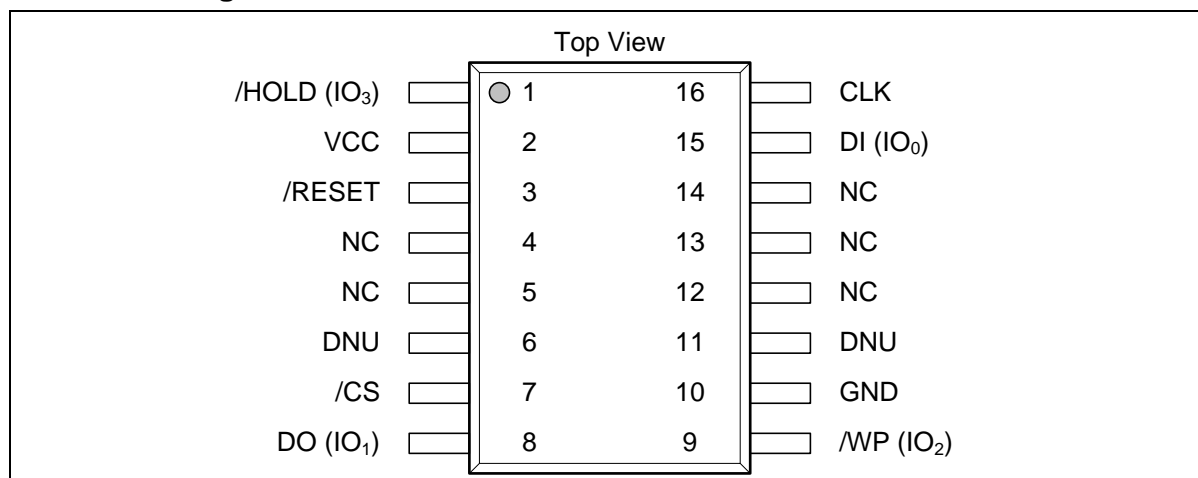 Top View
/HOLD (IO₃) 1 16 CLK
VCC 2 15 DI (IO₀)
/RESET 3 14 NC
NC 4 13 NC
NC 5 12 NC
DNU 6 11 DNU
/CS 7 10 GND
DO (IO₁) 8 9 /WP (IO₂)